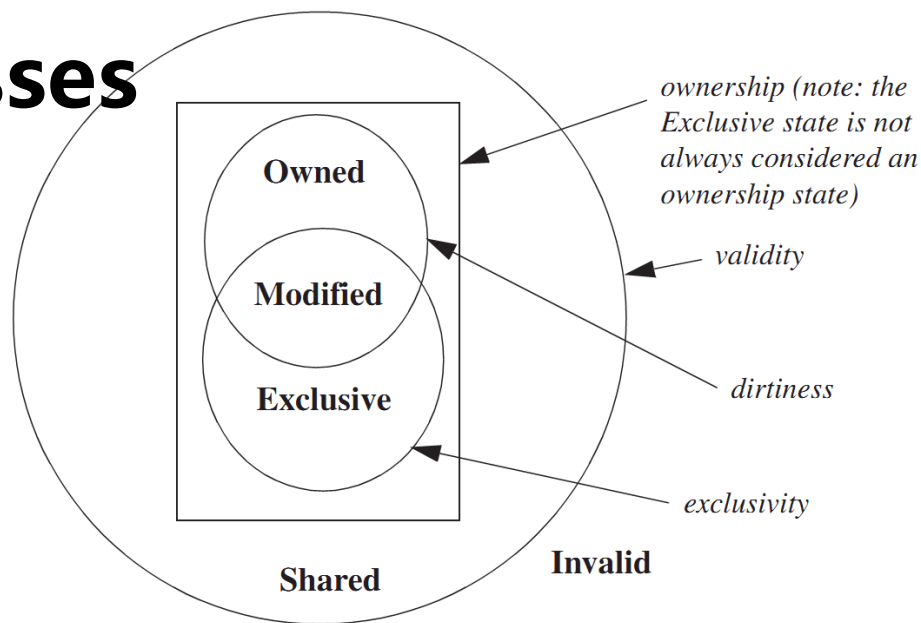 sses
ownership (note: the
Exclusive state is not
always considered an
ownership state)
Owned
validity
Modified
dirtiness
Exclusive
exclusivity
Invalid
Shared